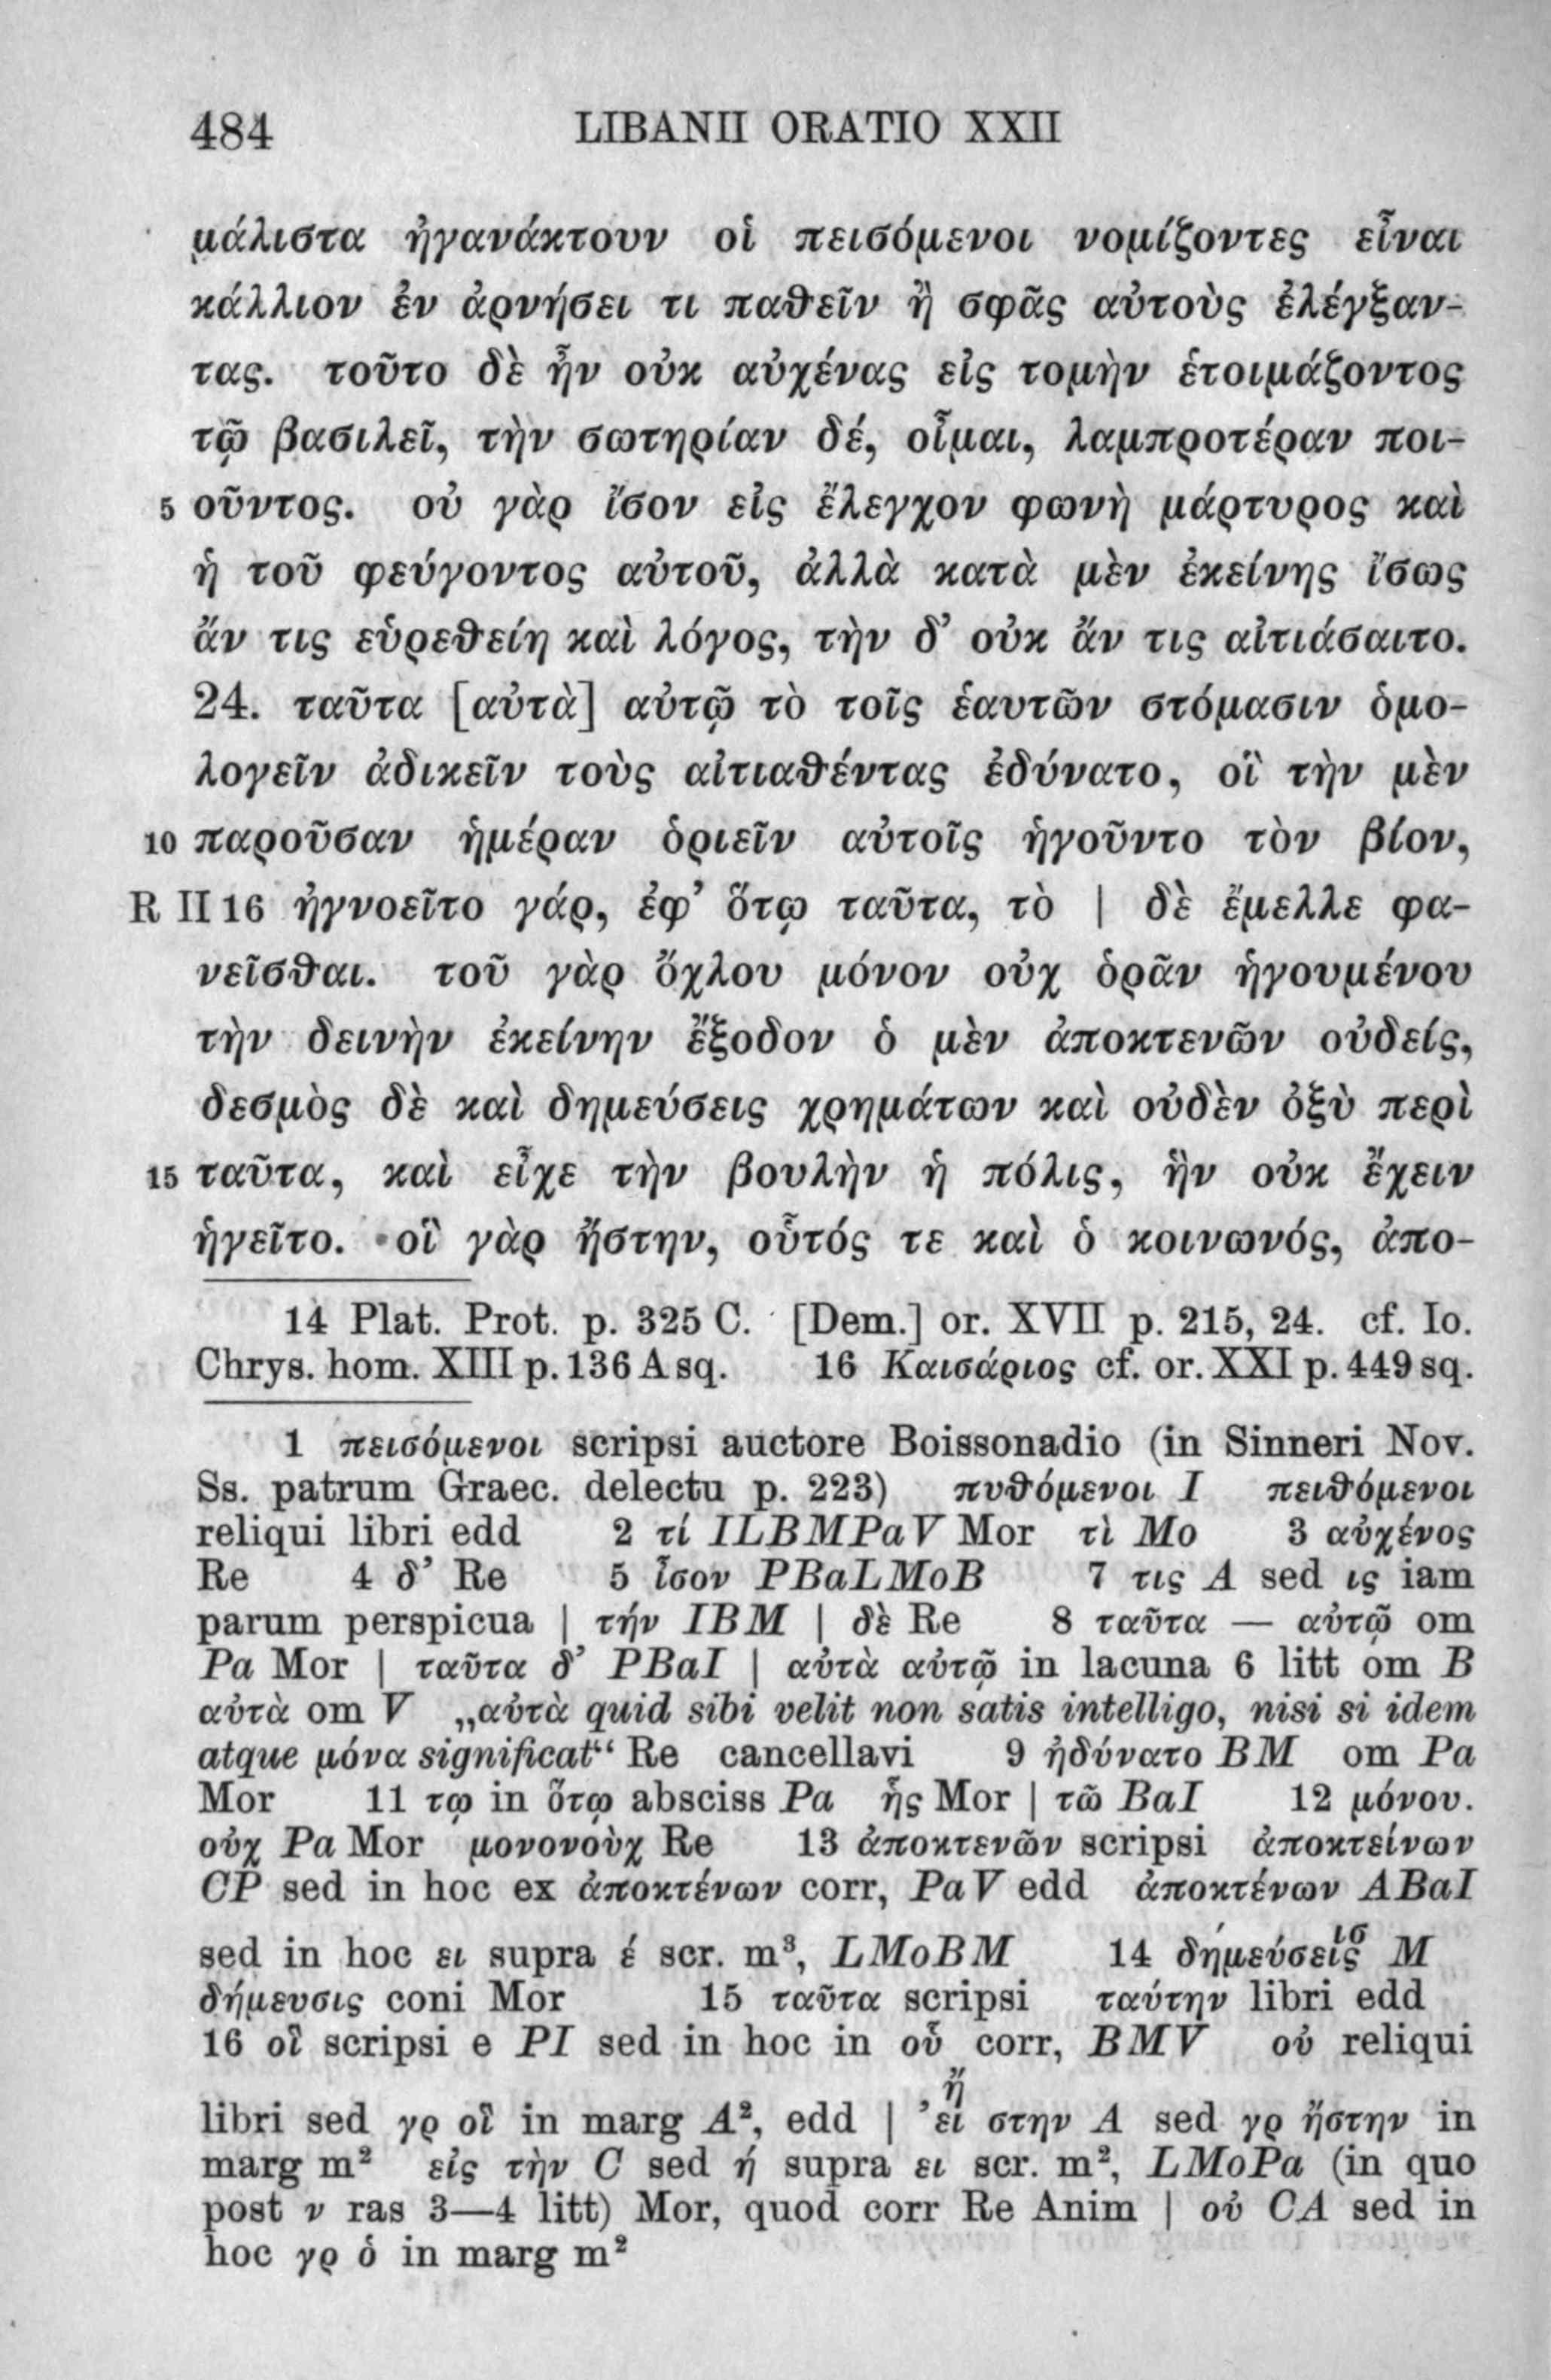 484 LIBANII ORATIO XXII
μάλιστα ἠγανάκτουν οἱ πεισόμενοι νομίζοντες εἶναι
κάλλιον ἐν ἀρνήσει τι παθεῖν ἢ σφᾶς αὐτοὺς ἐλέγξαν-
τας. τοῦτο δὲ ἦν οὐκ αὐχένας εἰς τομὴν ἑτοιμάζοντος
τῷ βασιλεῖ, τὴν σωτηρίαν δέ, οἶμαι, λαμπροτέραν ποι-
5 οῦντος. οὐ γὰρ ἴσον εἰς ἔλεγχον φωνὴ μάρτυρος καὶ
ἡ τοῦ φεύγοντος αὐτοῦ, ἀλλὰ κατὰ μὲν ἐκείνης ἴσως
ἄν τις εὑρεθείη καὶ λόγος, τὴν δ’ οὐκ ἄν τις αἰτιάσαιτο.
24. ταῦτα [αὐτὰ] αὐτῷ τὸ τοῖς ἑαυτῶν στόμασιν ὁμο-
λογεῖν ἀδικεῖν τοὺς αἰτιαθέντας ἐδύνατο, οἳ τὴν μὲν
10 παροῦσαν ἡμέραν ὁριεῖν αὐτοῖς ἡγοῦντο τὸν βίον,
R II 16 ἠγνοεῖτο γάρ, ἐφ’ ὅτῳ ταῦτα, τὸ | δὲ ἔμελλε φα-
νεῖσθαι. τοῦ γὰρ ὄχλου μόνον οὐχ ὁρᾶν ἡγουμένου
τὴν δεινὴν ἐκείνην ἔξοδον ὁ μὲν ἀποκτενῶν οὐδείς,
δεσμὸς δὲ καὶ δημεύσεις χρημάτων καὶ οὐδὲν ὀξὺ περὶ
15 ταῦτα, καὶ εἶχε τὴν βουλὴν ἡ πόλις, ἣν οὐκ ἔχειν
ἡγεῖτο. οἳ γὰρ ἤστην, οὗτός τε καὶ ὁ κοινωνός, ἀπο-
14 Plat. Prot. p. 325 C. [Dem.] or. XVII p. 215, 24. cf. Io.
Chrys. hom. XIII p. 136 A sq. 16 Καισάριος cf. or. XXI p. 449 sq.
1 πεισόμενοι scripsi auctore Boissonadio (in Sinneri Nov.
Ss. patrum Graec. delectu p. 223) πυθόμενοι I πειθόμενοι
reliqui libri edd 2 τί ILBMPaV Mor τὶ Mo 3 αὐχένος
Re 4 δ’ Re 5 ἶσον PBaLMoB 7 τις A sed ις iam
parum perspicua | τήν IBM | δὲ Re 8 ταῦτα — αὐτῷ om
Pa Mor | ταῦτα δ’ PBaI | αὐτὰ αὐτῷ in lacuna 6 litt om B
αὐτὰ om V „αὐτὰ quid sibi velit non satis intelligo, nisi si idem
atque μόνα significat“ Re cancellavi 9 ἠδύνατο BM om Pa
Mor 11 τῳ in ὅτῳ absciss Pa ἧς Mor | τῶ BaI 12 μόνου.
οὐχ Pa Mor μονονοὺχ Re 13 ἀποκτενῶν scripsi ἀποκτείνων
CP sed in hoc ex ἀποκτένων corr, PaV edd ἀποκτένων ABaI
sed in hoc ει supra έ scr. m³, LMoBM 14 δήμεύσεις ισ M
δήμευσις coni Mor 15 ταῦτα scripsi ταύτην libri edd
16 οἳ scripsi e PI sed in hoc in οὗ corr, BMV οὐ reliqui
libri sed γρ οἳ in marg A², edd | ’εἴ ἤ στην A sed γρ ἤστην in
marg m² εἰς τὴν C sed ή supra ει scr. m², LMoPa (in quo
post ν ras 3—4 litt) Mor, quod corr Re Anim | οὐ CA sed in
hoc γρ ὁ in marg m²